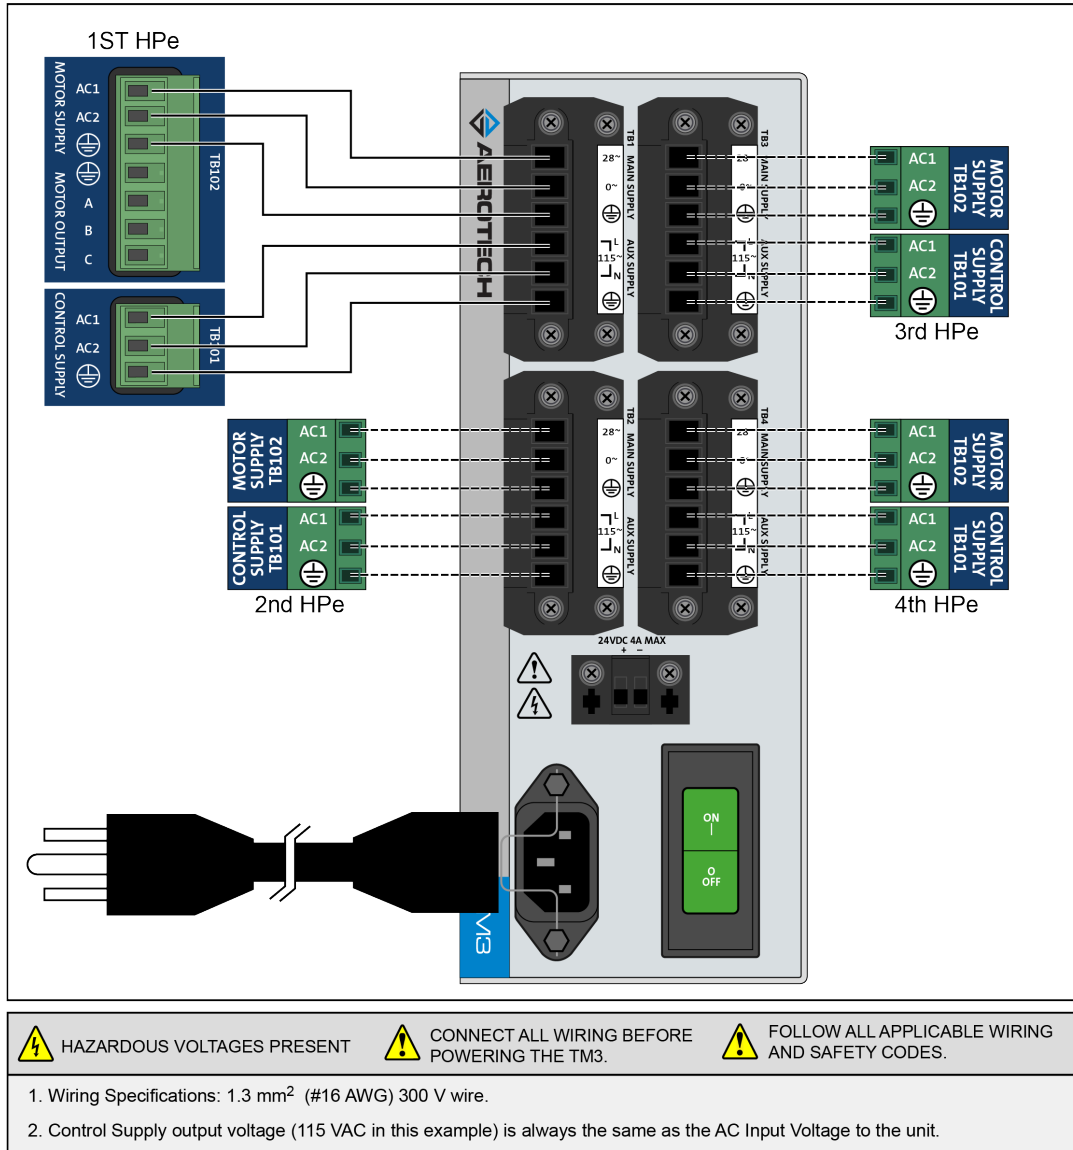 1ST HPe
MOTOR SUPPLY
AC1
AC2
MOTOR OUTPUT
A
B
C
TB102
CONTROL SUPPLY
AC1
AC2
TB101
AEROTECH
TB1 MAIN SUPPLY
AUX SUPPLY
28~
0~
L
115~
N
TB3 MAIN SUPPLY
AUX SUPPLY
28
0~
L
115~
N
AC1
AC2
MOTOR
SUPPLY
TB102
AC1
AC2
CONTROL
SUPPLY
TB101
3rd HPe
MOTOR
SUPPLY
TB102
AC1
AC2
CONTROL
SUPPLY
TB101
AC1
AC2
2nd HPe
TB2 MAIN SUPPLY
AUX SUPPLY
28~
0~
L
115~
N
TB4 MAIN SUPPLY
AUX SUPPLY
28
0~
L
115~
N
AC1
AC2
MOTOR
SUPPLY
TB102
AC1
AC2
CONTROL
SUPPLY
TB101
4th HPe
24VDC 4A MAX
+ −
ON
|
O
OFF
M3
HAZARDOUS VOLTAGES PRESENT
CONNECT ALL WIRING BEFORE
POWERING THE TM3.
FOLLOW ALL APPLICABLE WIRING
AND SAFETY CODES.
1. Wiring Specifications: 1.3 mm² (#16 AWG) 300 V wire.
2. Control Supply output voltage (115 VAC in this example) is always the same as the AC Input Voltage to the unit.